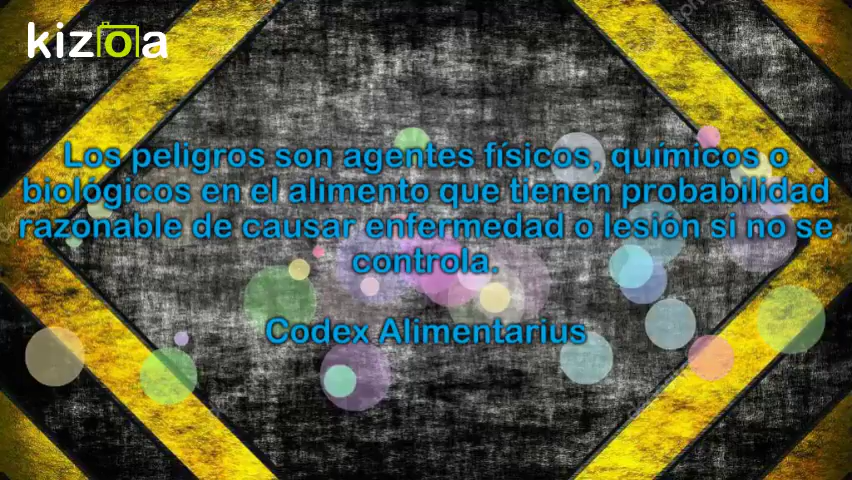 kizoa
Los peligros son agentes físicos, químicos o
biológicos en el alimento que tienen probabilidad
razonable de causar enfermedad o lesión si no se
controla.
Codex Alimentarius